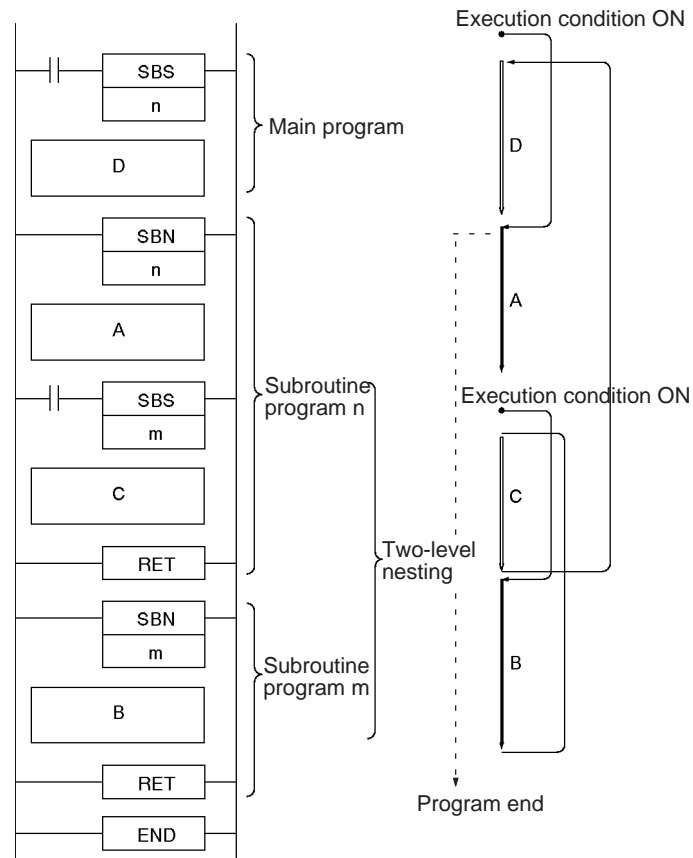 Execution condition ON
SBS
n
Main program
D
D
SBN
n
A
A
Subroutine
program n
Execution condition ON
SBS
m
C
C
Two-level
nesting
RET
SBN
m
Subroutine
program m
B
B
RET
Program end
END